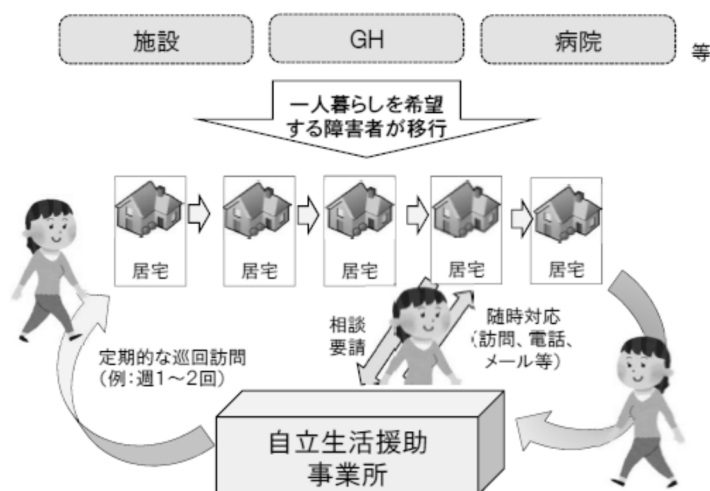 施設
GH
病院
等
一人暮らしを希望
する障害者が移行
居宅
居宅
居宅
居宅
居宅
定期的な巡回訪問
（例：週1～2回）
相談
要請
随時対応
（訪問、電話、
メール等）
自立生活援助
事業所